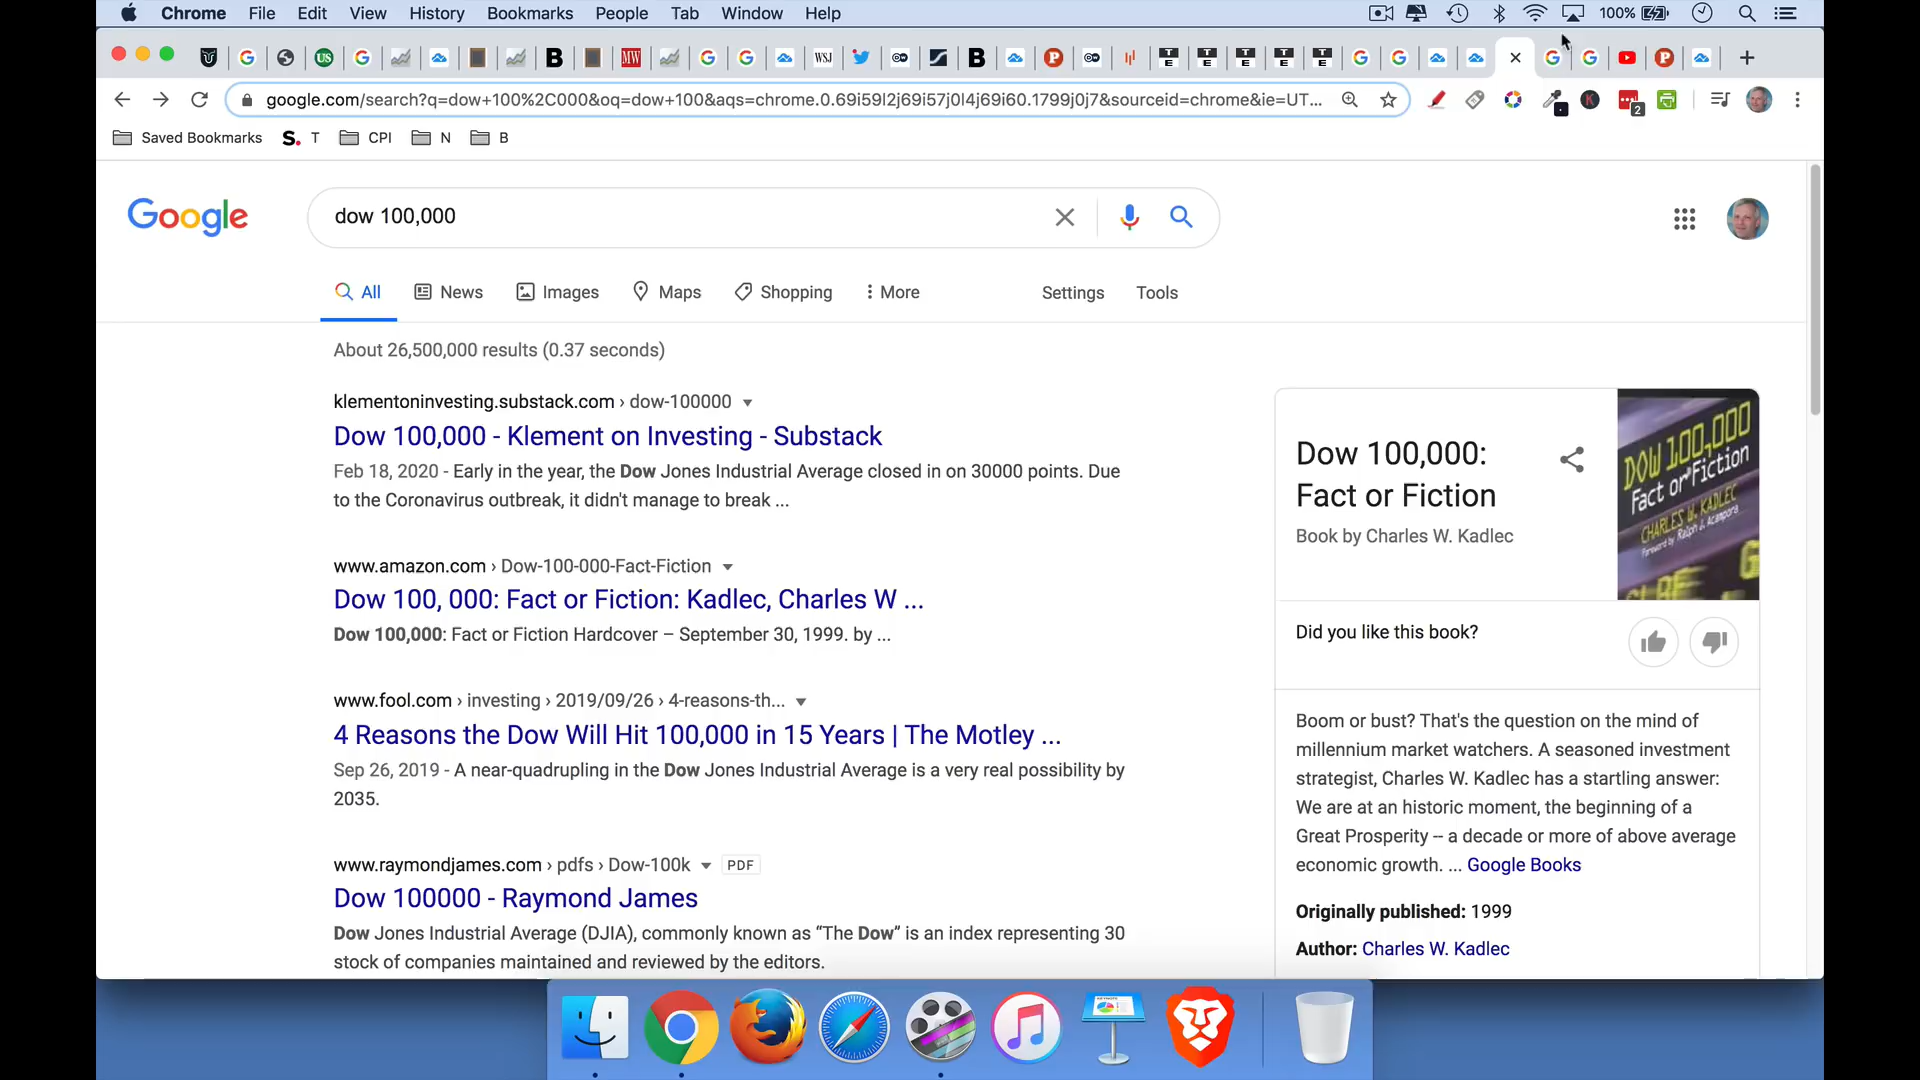 Chrome File Edit View History Bookmarks People Tab Window Help 100%
US B MW WSJ B P T E T E T E T E T E P
google.com/search?q=dow+100%2C000&oq=dow+100&aqs=chrome.0.69i59l2j69i57j0l4j69i60.1799j0j7&sourceid=chrome&ie=UT... K 2
Saved Bookmarks S. T CPI N B
Google dow 100,000
All News Images Maps Shopping More Settings Tools
About 26,500,000 results (0.37 seconds)
klementoninvesting.substack.com › dow-100000
Dow 100,000 - Klement on Investing - Substack
Feb 18, 2020 - Early in the year, the Dow Jones Industrial Average closed in on 30000 points. Due
to the Coronavirus outbreak, it didn't manage to break ...
www.amazon.com › Dow-100-000-Fact-Fiction
Dow 100, 000: Fact or Fiction: Kadlec, Charles W ...
Dow 100,000: Fact or Fiction Hardcover – September 30, 1999. by ...
www.fool.com › investing › 2019/09/26 › 4-reasons-th...
4 Reasons the Dow Will Hit 100,000 in 15 Years | The Motley ...
Sep 26, 2019 - A near-quadrupling in the Dow Jones Industrial Average is a very real possibility by
2035.
www.raymondjames.com › pdfs › Dow-100k PDF
Dow 100000 - Raymond James
Dow Jones Industrial Average (DJIA), commonly known as “The Dow” is an index representing 30
stock of companies maintained and reviewed by the editors.
Dow 100,000:
Fact or Fiction
Book by Charles W. Kadlec
DOW 100,000
Fact or Fiction
CHARLES W. KADLEC
Foreword by Ralph J. Acampora
Did you like this book?
Boom or bust? That's the question on the mind of
millennium market watchers. A seasoned investment
strategist, Charles W. Kadlec has a startling answer:
We are at an historic moment, the beginning of a
Great Prosperity -- a decade or more of above average
economic growth. ... Google Books
Originally published: 1999
Author: Charles W. Kadlec
KEYNOTE